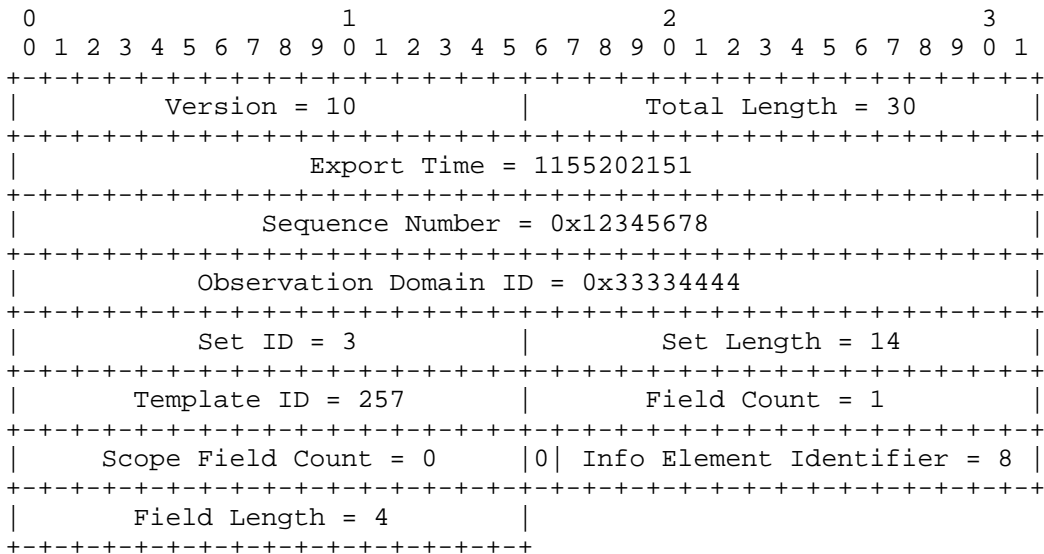 0                   1                   2                   3
 0 1 2 3 4 5 6 7 8 9 0 1 2 3 4 5 6 7 8 9 0 1 2 3 4 5 6 7 8 9 0 1
+-+-+-+-+-+-+-+-+-+-+-+-+-+-+-+-+-+-+-+-+-+-+-+-+-+-+-+-+-+-+-+-+
|         Version = 10          |       Total Length = 30       |
+-+-+-+-+-+-+-+-+-+-+-+-+-+-+-+-+-+-+-+-+-+-+-+-+-+-+-+-+-+-+-+-+
|                  Export Time = 1155202151                     |
+-+-+-+-+-+-+-+-+-+-+-+-+-+-+-+-+-+-+-+-+-+-+-+-+-+-+-+-+-+-+-+-+
|               Sequence Number = 0x12345678                    |
+-+-+-+-+-+-+-+-+-+-+-+-+-+-+-+-+-+-+-+-+-+-+-+-+-+-+-+-+-+-+-+-+
|           Observation Domain ID = 0x33334444                  |
+-+-+-+-+-+-+-+-+-+-+-+-+-+-+-+-+-+-+-+-+-+-+-+-+-+-+-+-+-+-+-+-+
|           Set ID = 3          |        Set Length = 14        |
+-+-+-+-+-+-+-+-+-+-+-+-+-+-+-+-+-+-+-+-+-+-+-+-+-+-+-+-+-+-+-+-+
|       Template ID = 257       |       Field Count = 1         |
+-+-+-+-+-+-+-+-+-+-+-+-+-+-+-+-+-+-+-+-+-+-+-+-+-+-+-+-+-+-+-+-+
|     Scope Field Count = 0     |0| Info Element Identifier = 8 |
+-+-+-+-+-+-+-+-+-+-+-+-+-+-+-+-+-+-+-+-+-+-+-+-+-+-+-+-+-+-+-+-+
|       Field Length = 4        |
+-+-+-+-+-+-+-+-+-+-+-+-+-+-+-+-+